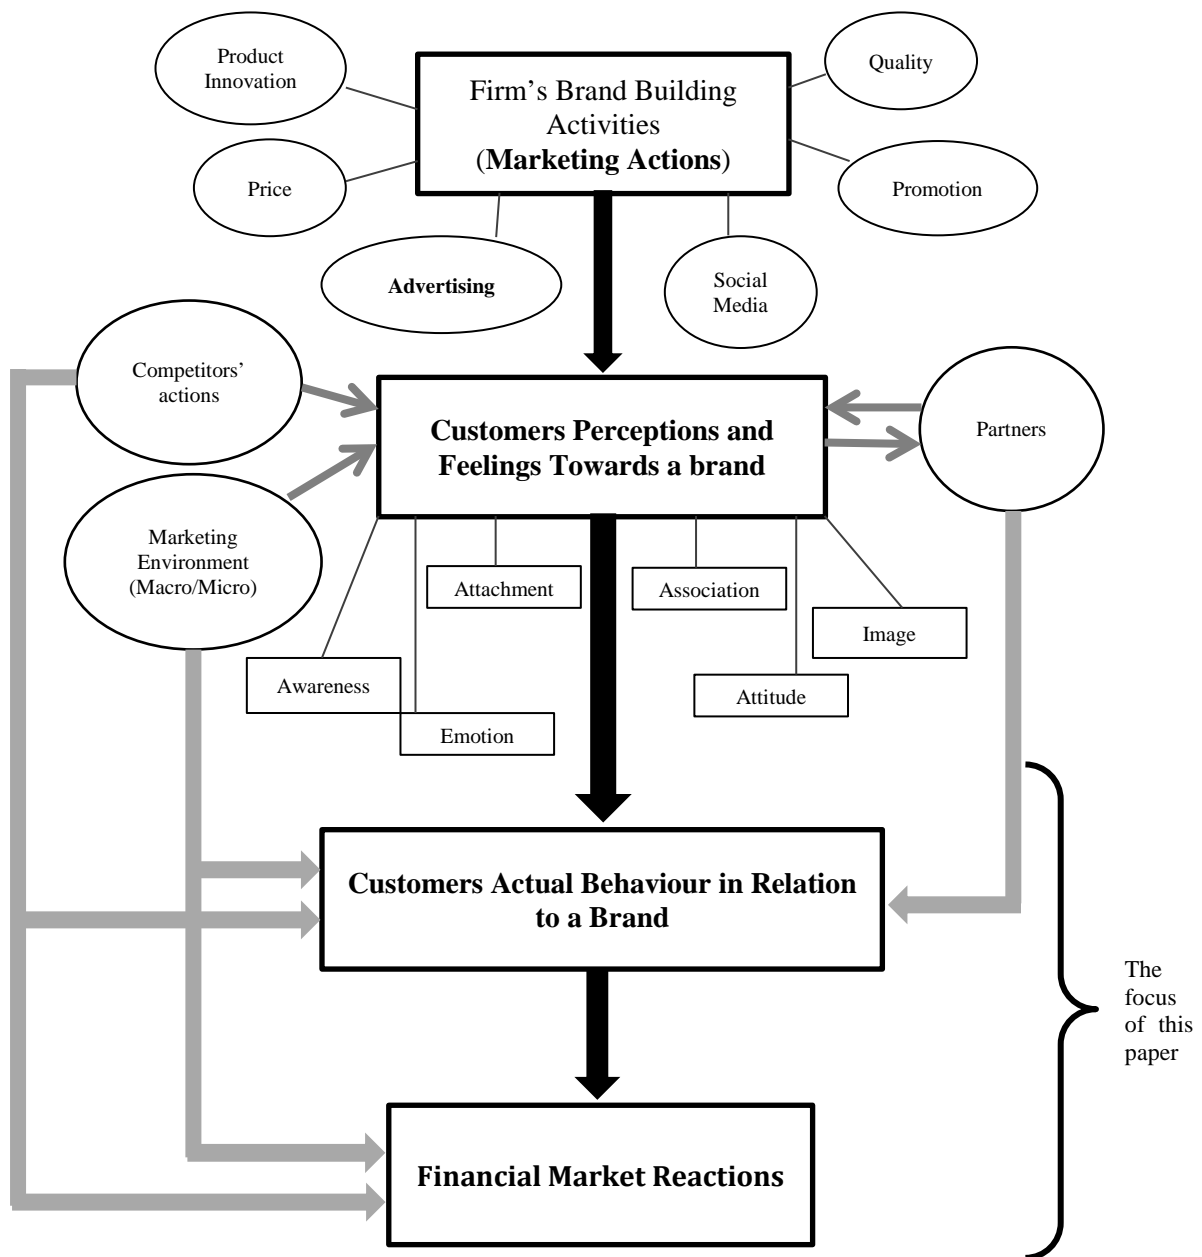 Product
Innovation
Firm’s Brand Building
Activities
(Marketing Actions)
Quality
Price
Promotion
Advertising
Social
Media
Competitors’
actions
Customers Perceptions and
Feelings Towards a brand
Partners
Marketing
Environment
(Macro/Micro)
Attachment
Association
Image
Awareness
Attitude
Emotion
Customers Actual Behaviour in Relation
to a Brand
The
focus
of this
paper
Financial Market Reactions